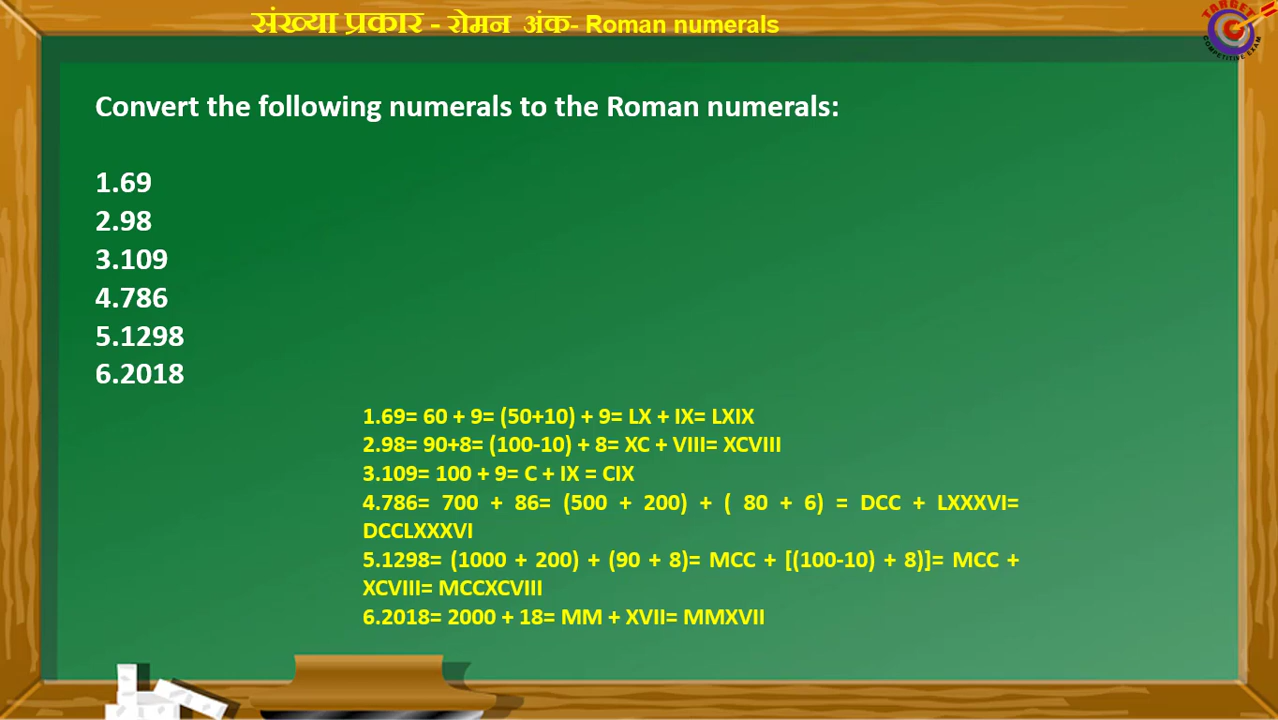 संख्या प्रकार - रोमन अंक- Roman numerals
TARGET
COMPETITIVE EXAM
Convert the following numerals to the Roman numerals:
1.69
2.98
3.109
4.786
5.1298
6.2018
1.69= 60 + 9= (50+10) + 9= LX + IX= LXIX
2.98= 90+8= (100-10) + 8= XC + VIII= XCVIII
3.109= 100 + 9= C + IX = CIX
4.786= 700 + 86= (500 + 200) + ( 80 + 6) = DCC + LXXXVI=
DCCLXXXVI
5.1298= (1000 + 200) + (90 + 8)= MCC + [(100-10) + 8)]= MCC +
XCVIII= MCCXCVIII
6.2018= 2000 + 18= MM + XVII= MMXVII